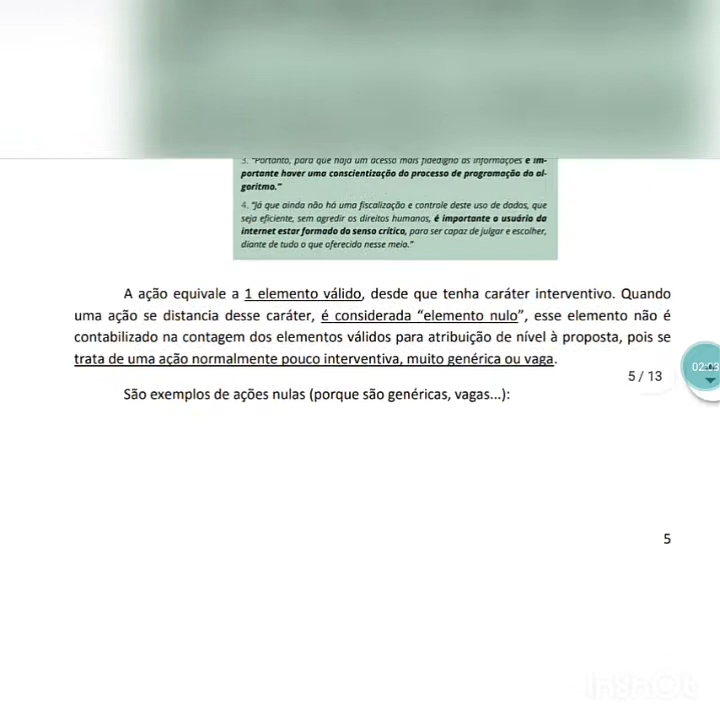 3. "Portanto, para que haja um acesso mais fidedigno às informações é im-
portante haver uma conscientização do processo de programação do al-
goritmo."
4. "Já que ainda não há uma fiscalização e controle deste uso de dados, que
seja eficiente, sem agredir os direitos humanos, é importante o usuário da
internet estar formado do senso crítico, para ser capaz de julgar e escolher,
diante de tudo o que oferecido nesse meio."
A ação equivale a 1 elemento válido, desde que tenha caráter interventivo. Quando
uma ação se distancia desse caráter, é considerada “elemento nulo”, esse elemento não é
contabilizado na contagem dos elementos válidos para atribuição de nível à proposta, pois se
trata de uma ação normalmente pouco interventiva, muito genérica ou vaga.
5 / 13
02:03
São exemplos de ações nulas (porque são genéricas, vagas...):
5
InShOt